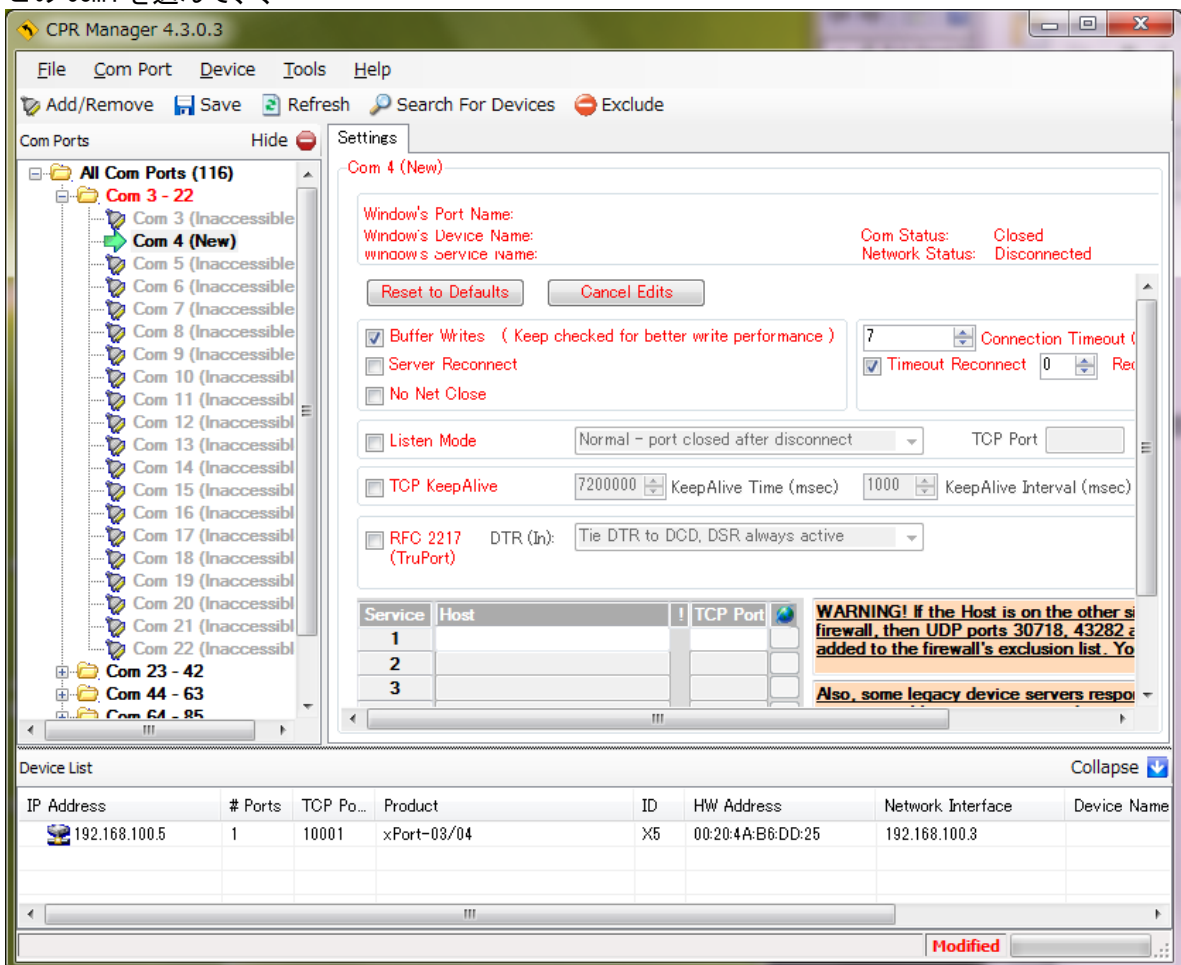 CPR Manager 4.3.0.3
File Com Port Device Tools Help
Add/Remove Save Refresh Search For Devices Exclude
Com Ports Hide
All Com Ports (116)
Com 3 - 22
Com 3 (Inaccessible
Com 4 (New)
Com 5 (Inaccessible
Com 6 (Inaccessible
Com 7 (Inaccessible
Com 8 (Inaccessible
Com 9 (Inaccessible
Com 10 (Inaccessibl
Com 11 (Inaccessibl
Com 12 (Inaccessibl
Com 13 (Inaccessibl
Com 14 (Inaccessibl
Com 15 (Inaccessibl
Com 16 (Inaccessibl
Com 17 (Inaccessibl
Com 18 (Inaccessibl
Com 19 (Inaccessibl
Com 20 (Inaccessibl
Com 21 (Inaccessibl
Com 22 (Inaccessibl
Com 23 - 42
Com 44 - 63
Com 64 - 85
Settings
Com 4 (New)
Window's Port Name:
Window's Device Name: Com Status: Closed
Window's Service Name: Network Status: Disconnected
Reset to Defaults Cancel Edits
Buffer Writes ( Keep checked for better write performance ) 7 Connection Timeout (
Server Reconnect Timeout Reconnect 0 Rec
No Net Close
Listen Mode Normal - port closed after disconnect TCP Port
TCP KeepAlive 7200000 KeepAlive Time (msec) 1000 KeepAlive Interval (msec)
RFC 2217 DTR (In): Tie DTR to DCD, DSR always active
(TruPort)
Service Host ! TCP Port
1
2
3
WARNING! If the Host is on the other si
firewall, then UDP ports 30718, 43282 a
added to the firewall's exclusion list. Yo
Also, some legacy device servers respon
Device List Collapse
IP Address # Ports TCP Po... Product ID HW Address Network Interface Device Name
192.168.100.5 1 10001 xPort-03/04 X5 00:20:4A:B6:DD:25 192.168.100.3
Modified